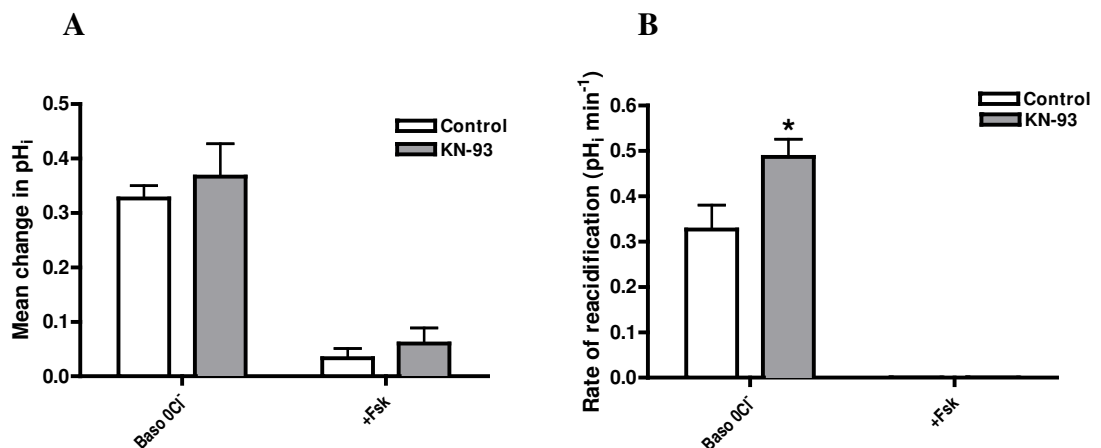 A
Mean change in pHi
0.5
0.4
0.3
0.2
0.1
0.0
Control
KN-93
Baso 0Cl-
+Fsk
B
Rate of reacidification (pHi min-1)
0.6
0.5
0.4
0.3
0.2
0.1
0.0
*
Control
KN-93
Baso 0Cl-
+Fsk